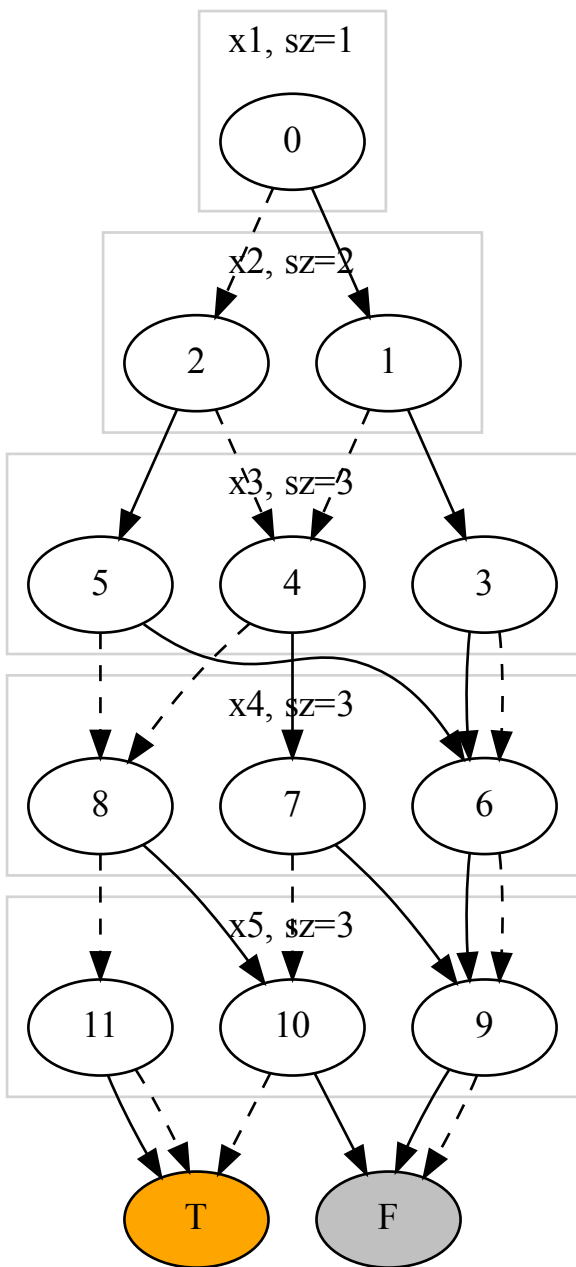 x1, sz=1
0
x2, sz=2
2 1
x3, sz=3
5 4 3
x4, sz=3
8 7 6
x5, sz=3
11 10 9
T F